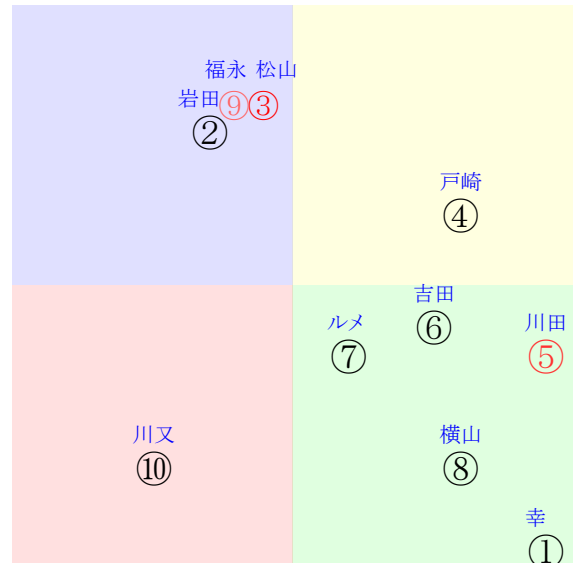 福永 松山
岩田 ⑨ ③
②
戸崎
④
吉田
ルメ ⑥ 川田
⑦ ⑤
川又 横山
⑩ ⑧
幸
①